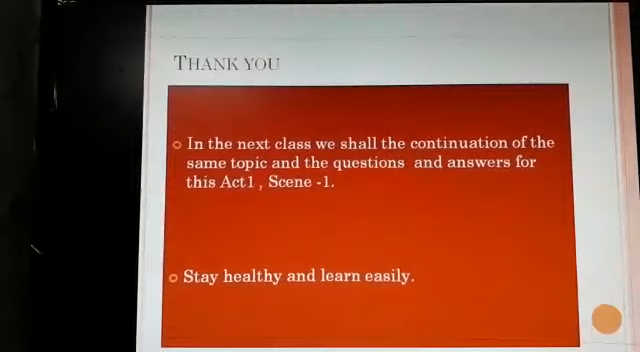 THANK YOU
In the next class we shall the continuation of the
same topic and the questions and answers for
this Act1 , Scene -1.
Stay healthy and learn easily.